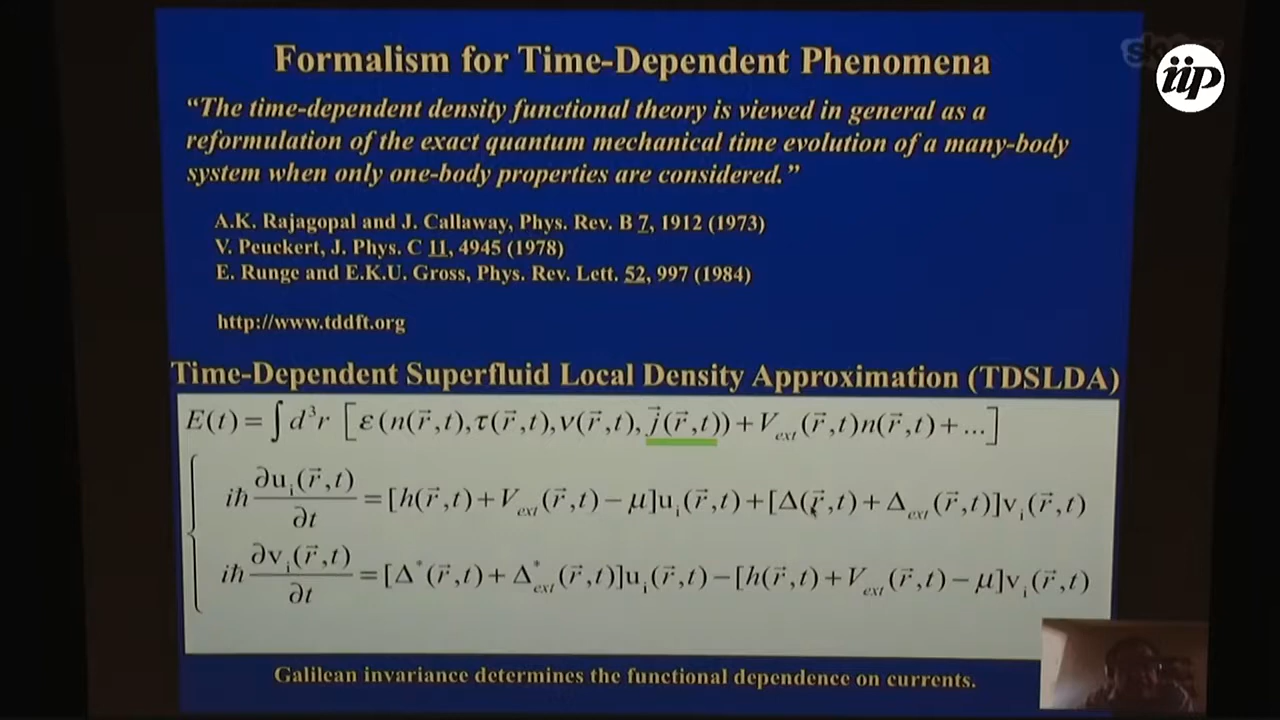 Formalism for Time-Dependent Phenomena
iip
“The time-dependent density functional theory is viewed in general as a
reformulation of the exact quantum mechanical time evolution of a many-body
system when only one-body properties are considered.”
A.K. Rajagopal and J. Callaway, Phys. Rev. B 7, 1912 (1973)
V. Peuckert, J. Phys. C 11, 4945 (1978)
E. Runge and E.K.U. Gross, Phys. Rev. Lett. 52, 997 (1984)
http://www.tddft.org
Time-Dependent Superfluid Local Density Approximation (TDSLDA)
E(t) = ∫ d³r [ε(n(r⃗,t), τ(r⃗,t), ν(r⃗,t), j⃗(r⃗,t)) + V_ext(r⃗,t)n(r⃗,t) + ...]
iħ ∂u_i(r⃗,t)/∂t = [h(r⃗,t) + V_ext(r⃗,t) − μ]u_i(r⃗,t) + [Δ(r⃗,t) + Δ_ext(r⃗,t)]v_i(r⃗,t)
iħ ∂v_i(r⃗,t)/∂t = [Δ*(r⃗,t) + Δ*_ext(r⃗,t)]u_i(r⃗,t) − [h(r⃗,t) + V_ext(r⃗,t) − μ]v_i(r⃗,t)
Galilean invariance determines the functional dependence on currents.